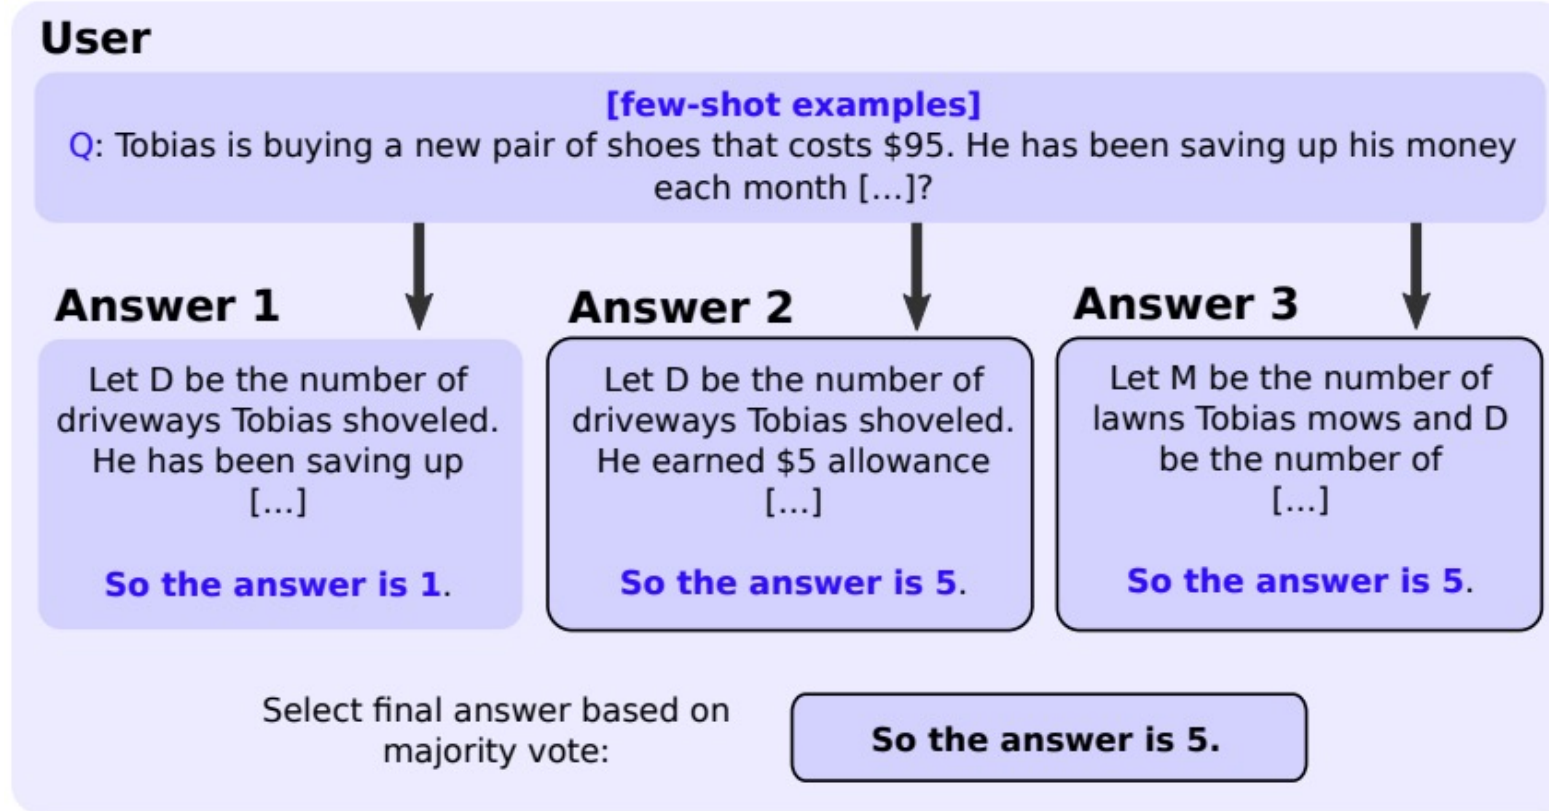 User
[few-shot examples]
Q: Tobias is buying a new pair of shoes that costs $95. He has been saving up his money
each month [...]?
Answer 1
Let D be the number of
driveways Tobias shoveled.
He has been saving up
[...]
So the answer is 1.
Answer 2
Let D be the number of
driveways Tobias shoveled.
He earned $5 allowance
[...]
So the answer is 5.
Answer 3
Let M be the number of
lawns Tobias mows and D
be the number of
[...]
So the answer is 5.
Select final answer based on
majority vote:
So the answer is 5.